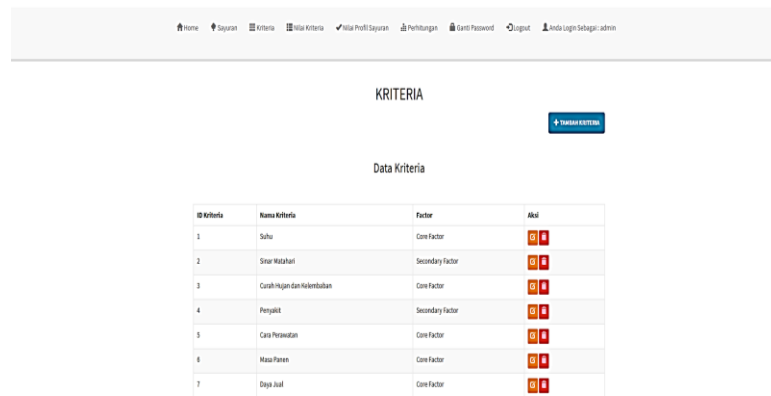 Home Sayuran Kriteria Nilai Kriteria Nilai Profil Sayuran Perhitungan Ganti Password Logout Anda Login Sebagai : admin
KRITERIA
+ TAMBAH KRITERIA
Data Kriteria
ID Kriteria Nama Kriteria Factor Aksi
1 Suhu Core Factor
2 Sinar Matahari Secondary Factor
3 Curah Hujan dan Kelembaban Core Factor
4 Penyakit Secondary Factor
5 Cara Perawatan Core Factor
6 Masa Panen Core Factor
7 Daya Jual Core Factor